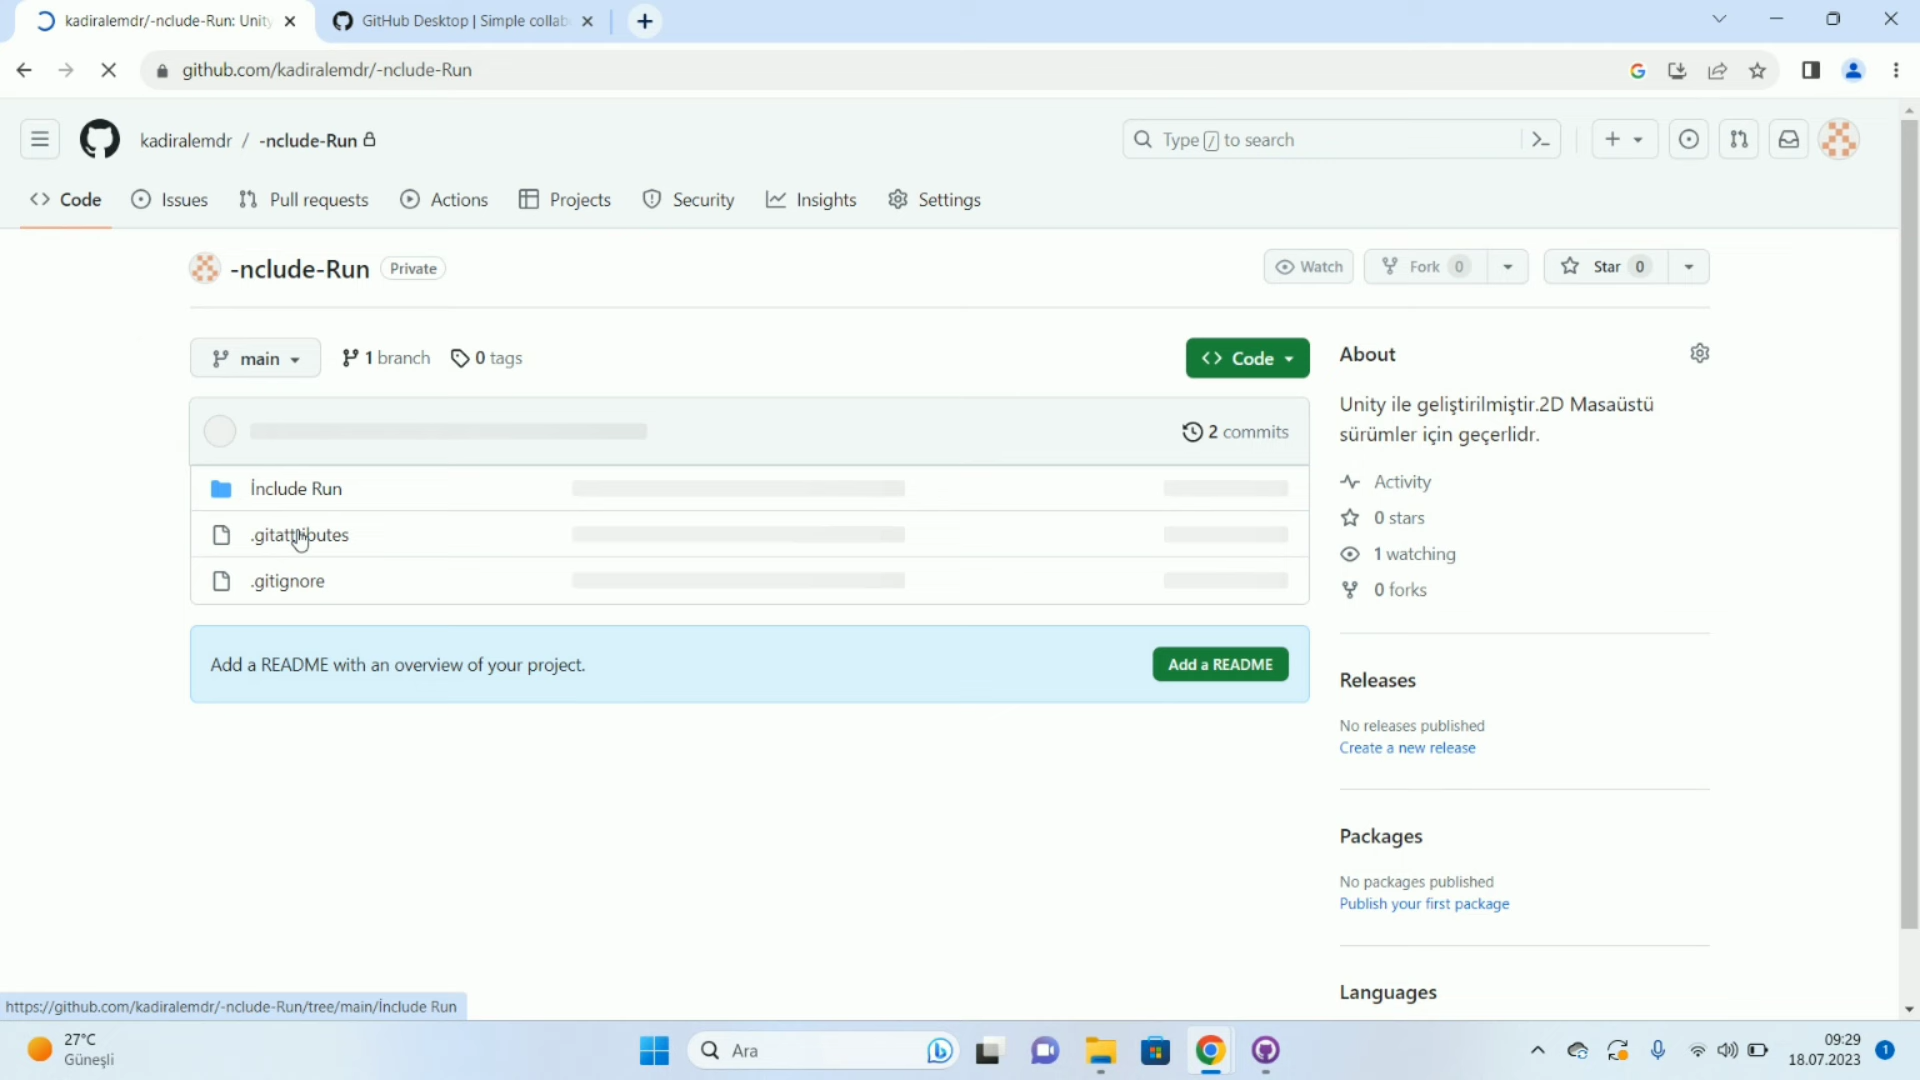 kadiralemdr/-nclude-Run: Unity
GitHub Desktop | Simple collab
github.com/kadiralemdr/-nclude-Run
kadiralemdr / -nclude-Run
Type / to search
Code
Issues
Pull requests
Actions
Projects
Security
Insights
Settings
-nclude-Run Private
Watch
Fork 0
Star 0
main
1 branch
0 tags
Code
2 commits
İnclude Run
.gitattributes
.gitignore
Add a README with an overview of your project.
Add a README
About
Unity ile geliştirilmiştir.2D Masaüstü
sürümler için geçerlidr.
Activity
0 stars
1 watching
0 forks
Releases
No releases published
Create a new release
Packages
No packages published
Publish your first package
Languages
https://github.com/kadiralemdr/-nclude-Run/tree/main/İnclude Run
27°C
Güneşli
Ara
09:29
18.07.2023
1